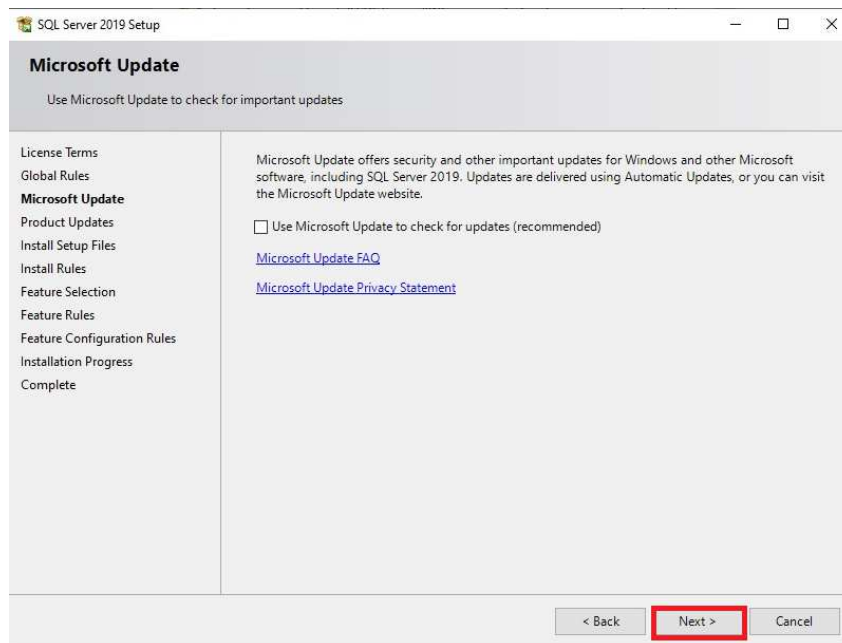 SQL Server 2019 Setup
Microsoft Update
Use Microsoft Update to check for important updates
License Terms
Global Rules
Microsoft Update
Product Updates
Install Setup Files
Install Rules
Feature Selection
Feature Rules
Feature Configuration Rules
Installation Progress
Complete
Microsoft Update offers security and other important updates for Windows and other Microsoft
software, including SQL Server 2019. Updates are delivered using Automatic Updates, or you can visit
the Microsoft Update website.
Use Microsoft Update to check for updates (recommended)
Microsoft Update FAQ
Microsoft Update Privacy Statement
< Back
Next >
Cancel